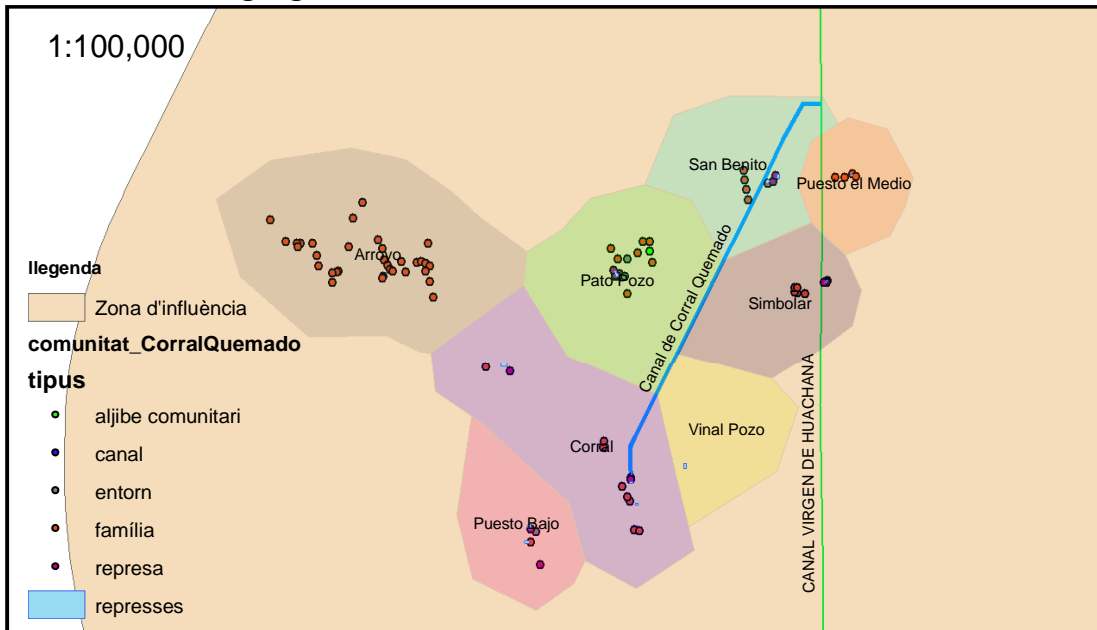 1:100,000
San Benito
Puesto el Medio
Arroyo
Pato Pozo
Canal de Corral Quemado
Simbolar
llegenda
Zona d'influència
comunitat_CorralQuemado
tipus
aljibe comunitari
canal
entorn
família
represa
represses
Corral
Vinal Pozo
Puesto Bajo
CANAL VIRGEN DE HUACHANA